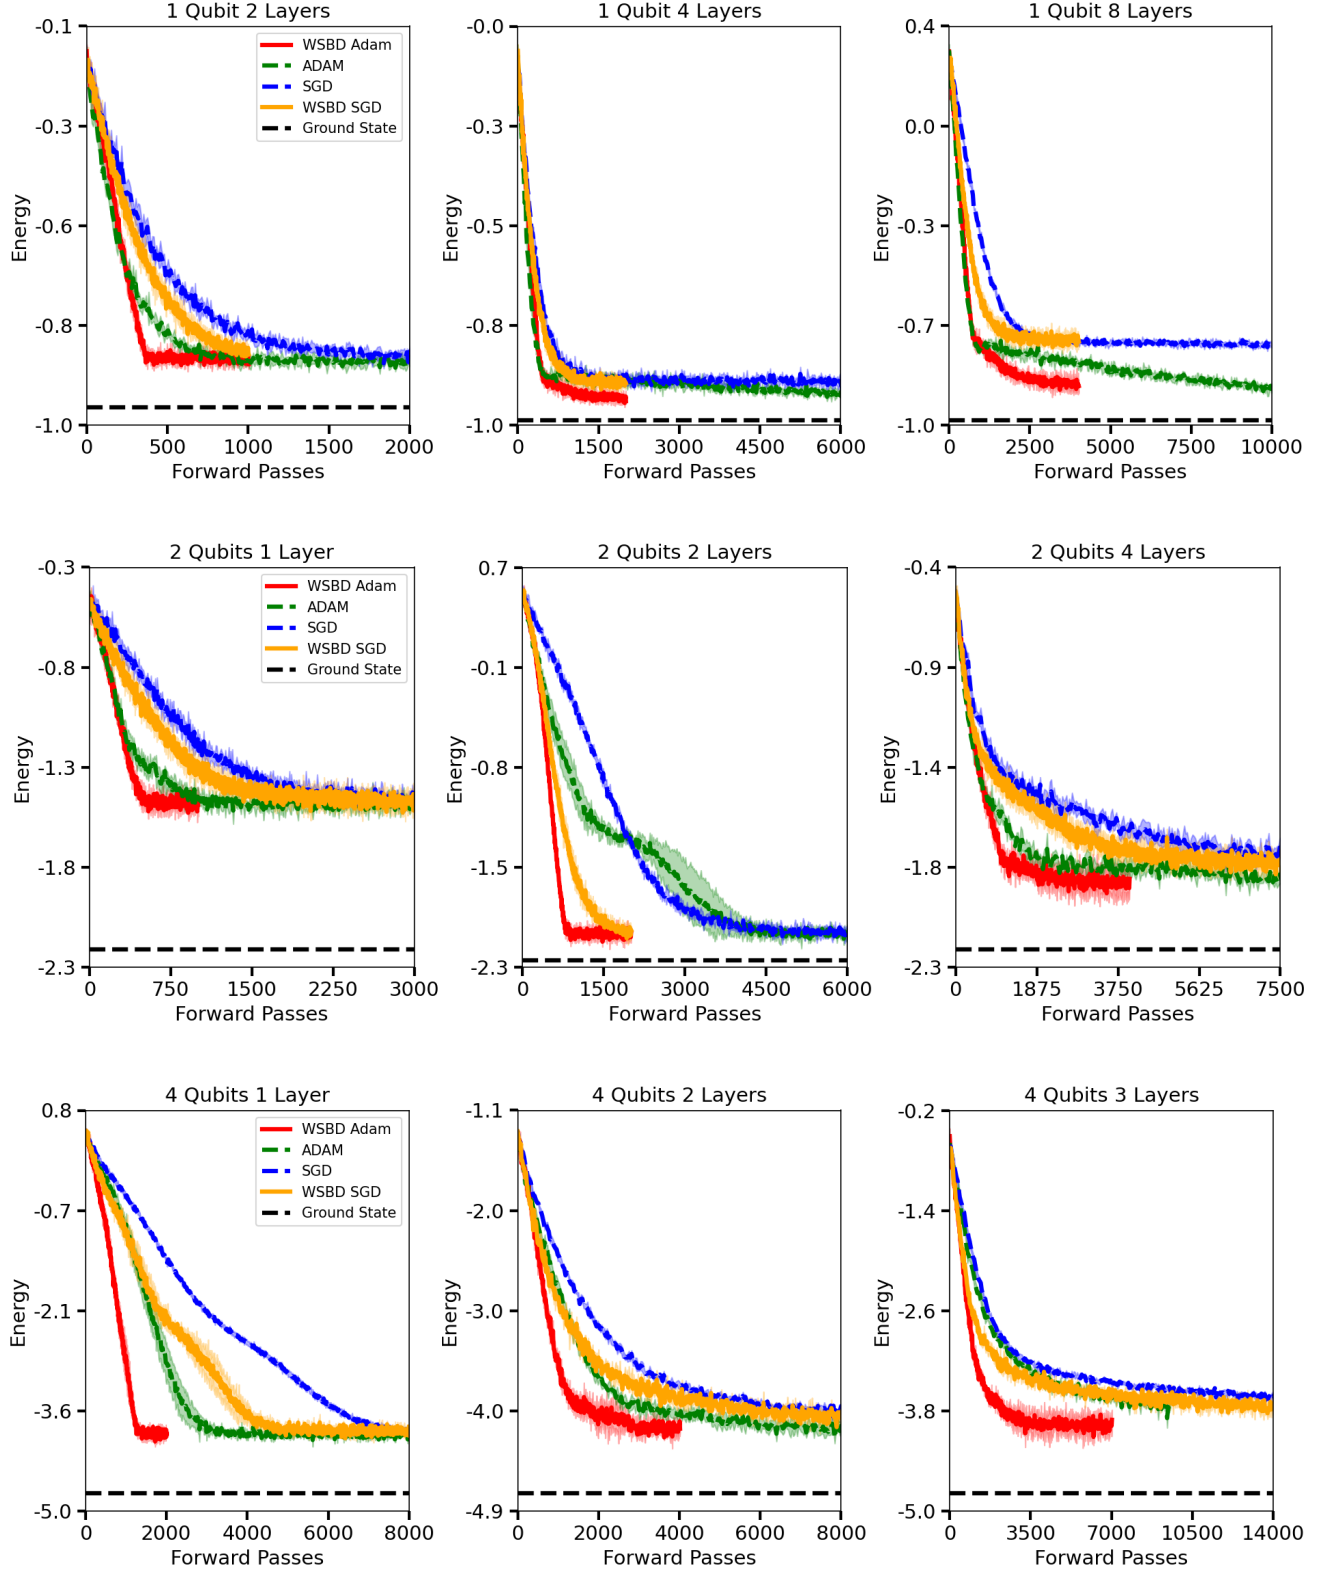 1 Qubit 2 Layers
1 Qubit 4 Layers
1 Qubit 8 Layers
-0.1
-0.3
-0.6
-0.8
-1.0
Energy
WSBD Adam
ADAM
SGD
WSBD SGD
Ground State
0 500 1000 1500 2000
Forward Passes
-0.0
-0.3
-0.5
-0.8
-1.0
Energy
0 1500 3000 4500 6000
Forward Passes
0.4
0.0
-0.3
-0.7
-1.0
Energy
0 2500 5000 7500 10000
Forward Passes
2 Qubits 1 Layer
2 Qubits 2 Layers
2 Qubits 4 Layers
-0.3
-0.8
-1.3
-1.8
-2.3
Energy
WSBD Adam
ADAM
SGD
WSBD SGD
Ground State
0 750 1500 2250 3000
Forward Passes
0.7
-0.1
-0.8
-1.5
-2.3
Energy
0 1500 3000 4500 6000
Forward Passes
-0.4
-0.9
-1.4
-1.8
-2.3
Energy
0 1875 3750 5625 7500
Forward Passes
4 Qubits 1 Layer
4 Qubits 2 Layers
4 Qubits 3 Layers
0.8
-0.7
-2.1
-3.6
-5.0
Energy
WSBD Adam
ADAM
SGD
WSBD SGD
Ground State
0 2000 4000 6000 8000
Forward Passes
-1.1
-2.0
-3.0
-4.0
-4.9
Energy
0 2000 4000 6000 8000
Forward Passes
-0.2
-1.4
-2.6
-3.8
-5.0
Energy
0 3500 7000 10500 14000
Forward Passes